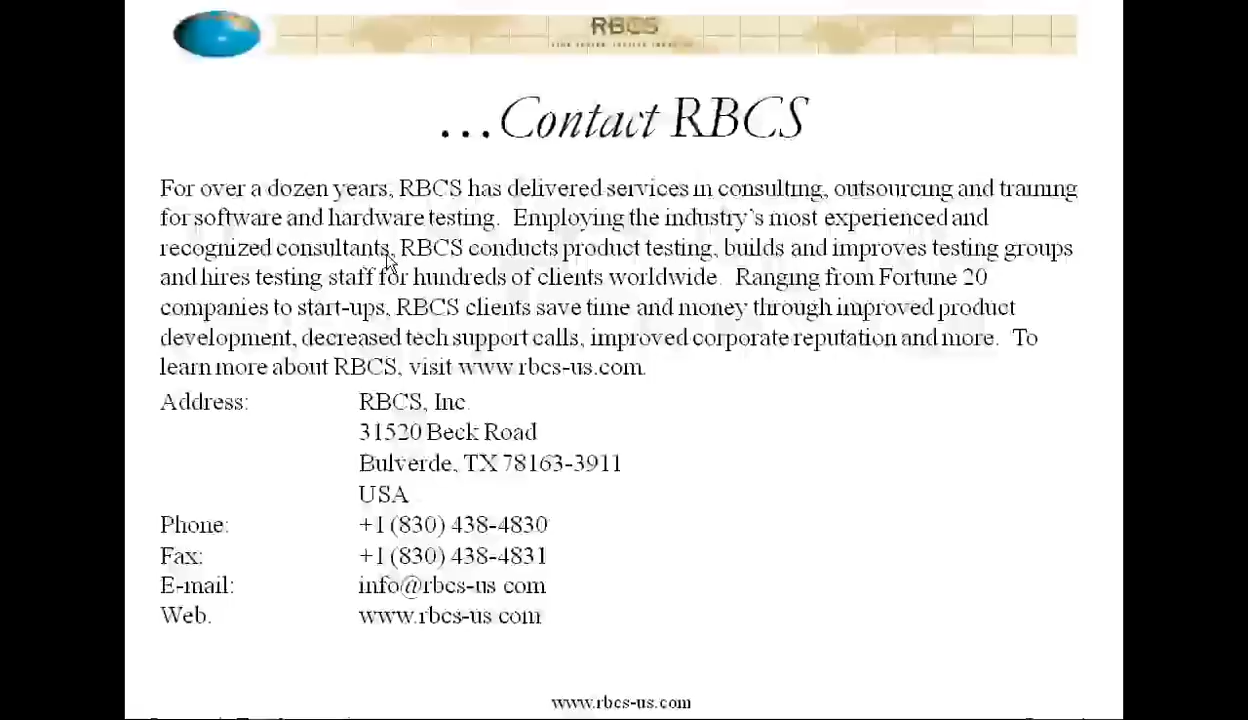 RBCS
...Contact RBCS
For over a dozen years, RBCS has delivered services in consulting, outsourcing and training
for software and hardware testing. Employing the industry's most experienced and
recognized consultants, RBCS conducts product testing, builds and improves testing groups
and hires testing staff for hundreds of clients worldwide. Ranging from Fortune 20
companies to start-ups, RBCS clients save time and money through improved product
development, decreased tech support calls, improved corporate reputation and more. To
learn more about RBCS, visit www.rbcs-us.com.
Address: RBCS, Inc.
31520 Beck Road
Bulverde, TX 78163-3911
USA
Phone: +1 (830) 438-4830
Fax: +1 (830) 438-4831
E-mail: info@rbcs-us.com
Web: www.rbcs-us.com
www.rbcs-us.com